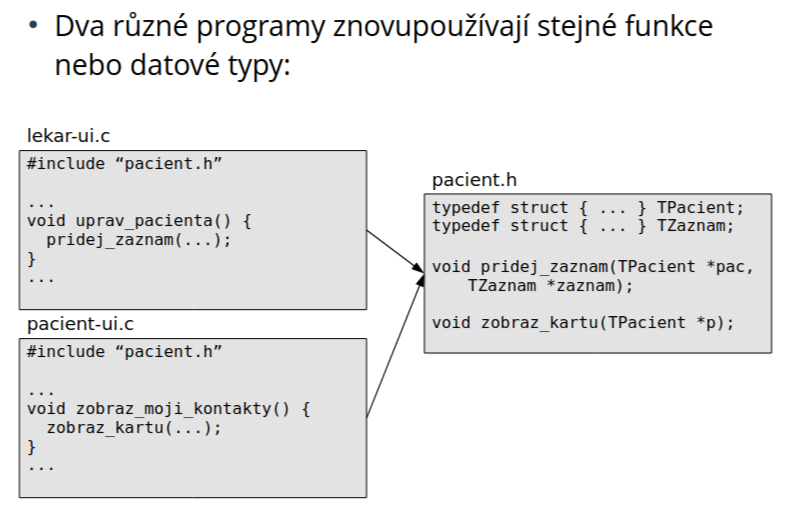 • Dva různé programy znovupoužívají stejné funkce
nebo datové typy:
lekar-ui.c
#include “pacient.h”
...
void uprav_pacienta() {
  pridej_zaznam(...);
}
...
pacient-ui.c
#include “pacient.h”
...
void zobraz_moji_kontakty() {
  zobraz_kartu(...);
}
...
pacient.h
typedef struct { ... } TPacient;
typedef struct { ... } TZaznam;
void pridej_zaznam(TPacient *pac,
    TZaznam *zaznam);
void zobraz_kartu(TPacient *p);